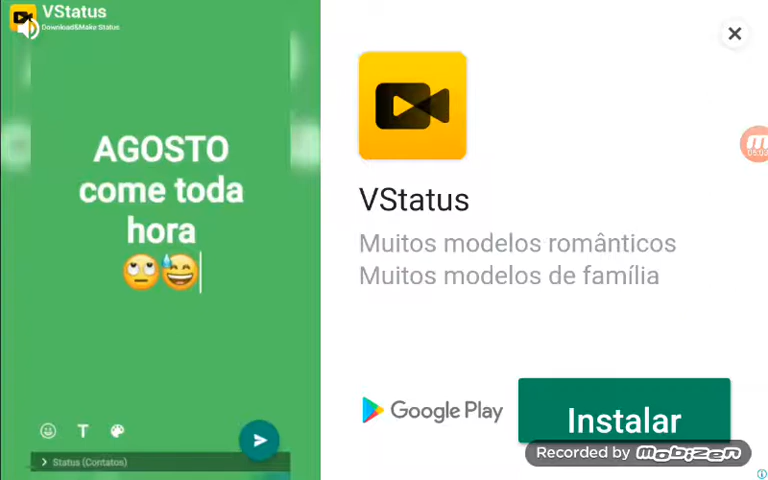 VStatus
Download&Make Status
AGOSTO
come toda
hora
🙄😅
Status (Contatos)
VStatus
Muitos modelos românticos
Muitos modelos de família
Google Play
Instalar
Recorded by mobizen